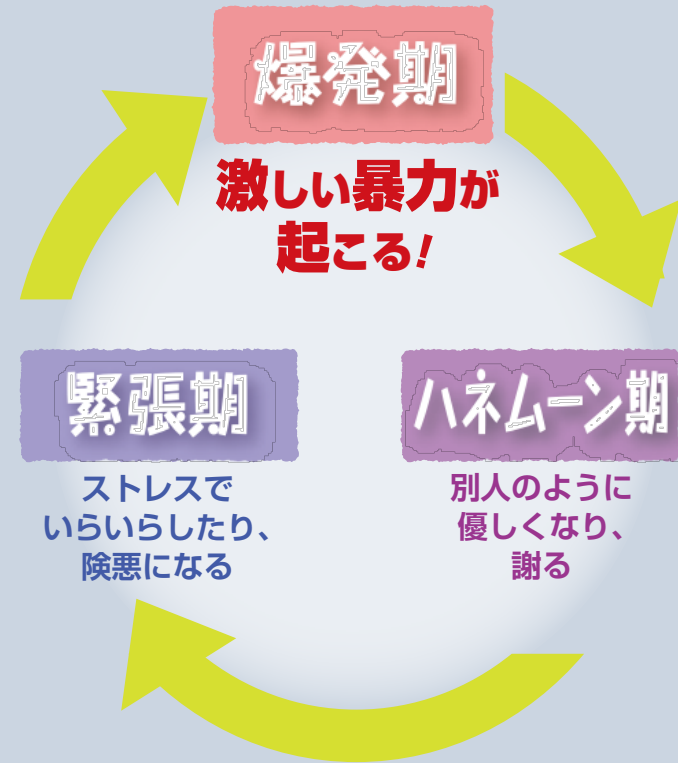 爆発期
激しい暴力が
起こる!
緊張期
ストレスで
いらいらしたり、
険悪になる
ハネムーン期
別人のように
優しくなり、
謝る